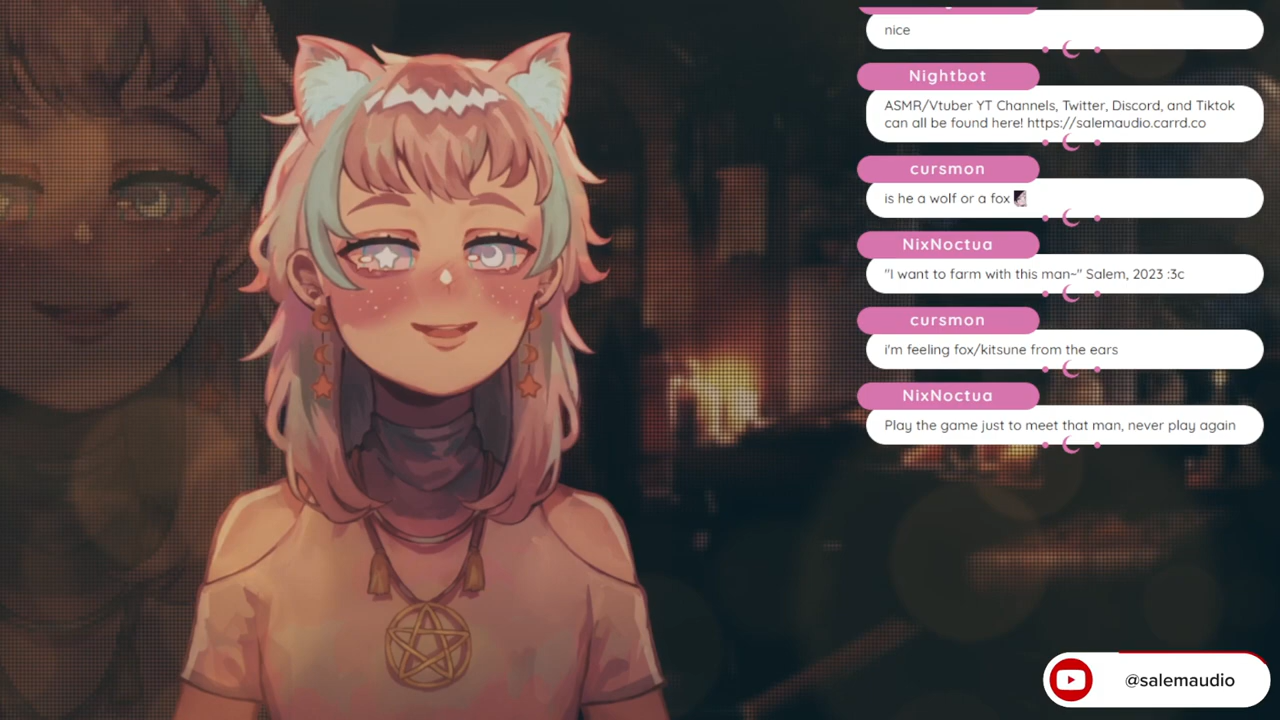 nice
Nightbot
ASMR/Vtuber YT Channels, Twitter, Discord, and Tiktok
can all be found here! https://salemaudio.carrd.co
cursmon
is he a wolf or a fox
NixNoctua
"I want to farm with this man~" Salem, 2023 :3c
cursmon
i'm feeling fox/kitsune from the ears
NixNoctua
Play the game just to meet that man, never play again
@salemaudio